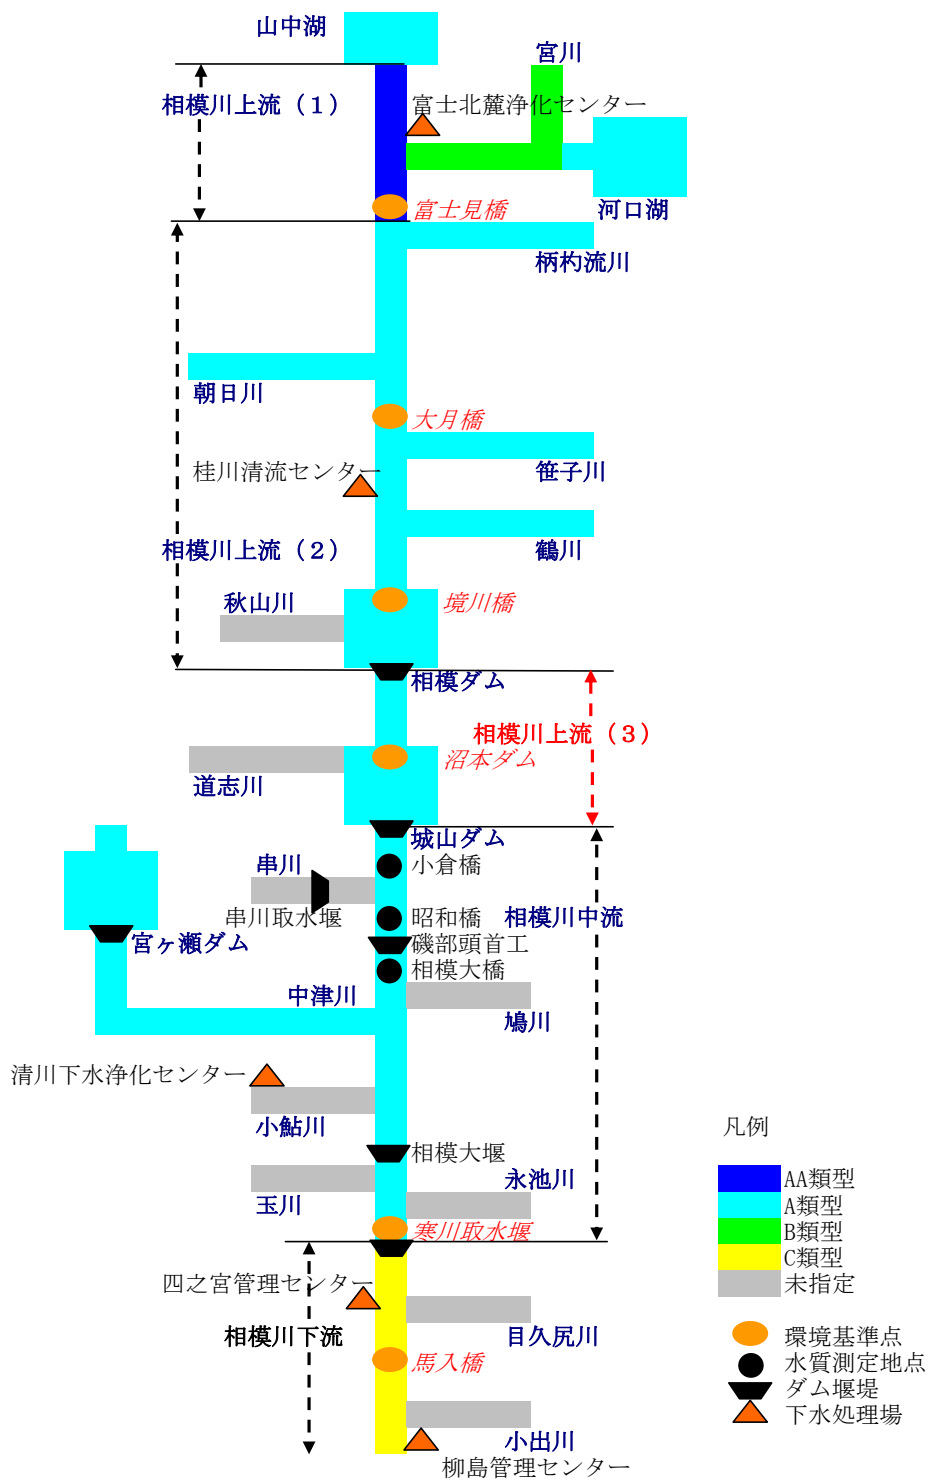 山中湖
宮川
相模川上流（１）
富士北麓浄化センター
富士見橋
河口湖
柄杓流川
朝日川
大月橋
桂川清流センター
笹子川
相模川上流（２）
鶴川
秋山川
境川橋
相模ダム
相模川上流（３）
沼本ダム
道志川
城山ダム
串川
小倉橋
串川取水堰
昭和橋
相模川中流
宮ヶ瀬ダム
磯部頭首工
相模大橋
中津川
鳩川
清川下水浄化センター
小鮎川
凡例
相模大堰
永池川
AA類型
玉川
A類型
寒川取水堰
B類型
C類型
四之宮管理センター
未指定
相模川下流
目久尻川
環境基準点
馬入橋
水質測定地点
ダム堰堤
下水処理場
小出川
柳島管理センター